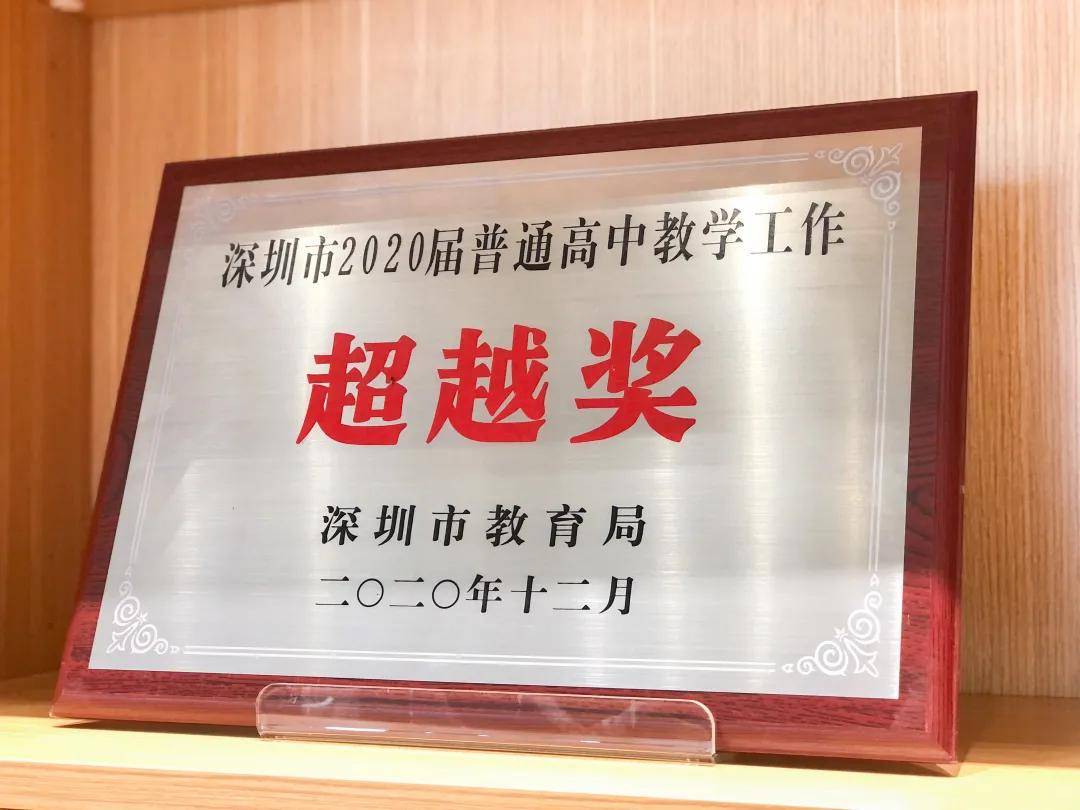 深圳市2020届普通高中教学工作
超越奖
深圳市教育局
二〇二〇年十二月